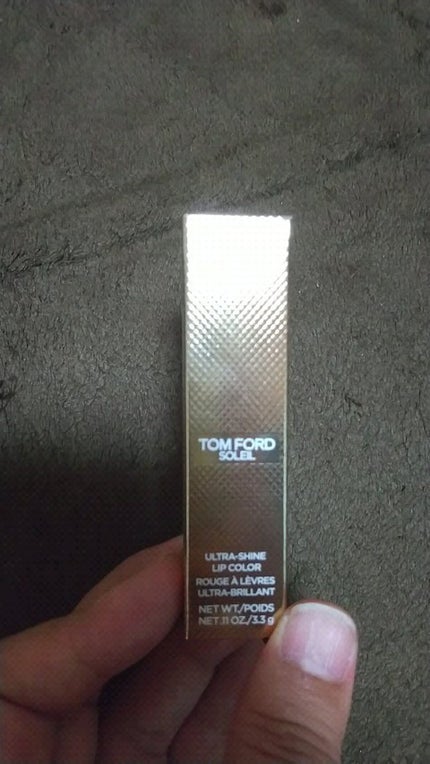 TOM FORD
SOLEIL
ULTRA-SHINE
LIP COLOR
ROUGE À LÈVRES
ULTRA-BRILLANT
NET WT./POIDS
NET .11 OZ./3.3 g